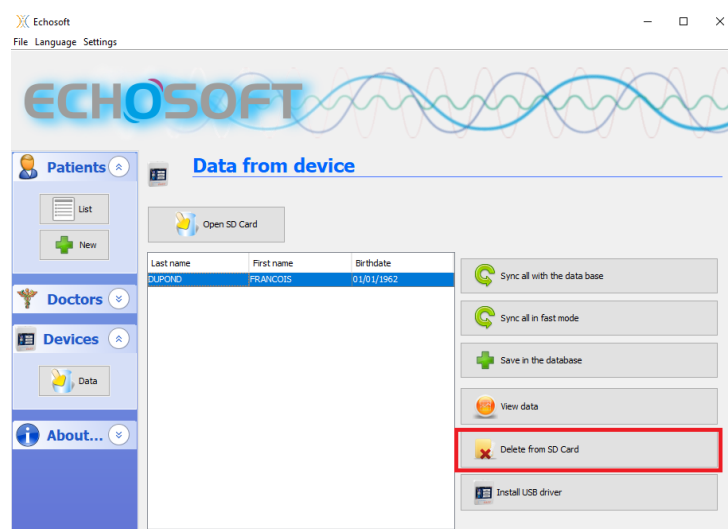 Echosoft
File Language Settings
ECHOSOFT
Patients
List
New
Doctors
Devices
Data
About...
Data from device
Open SD Card
Last name First name Birthdate
DUPOND FRANCOIS 01/01/1962
Sync all with the data base
Sync all in fast mode
Save in the database
View data
Delete from SD Card
Install USB driver